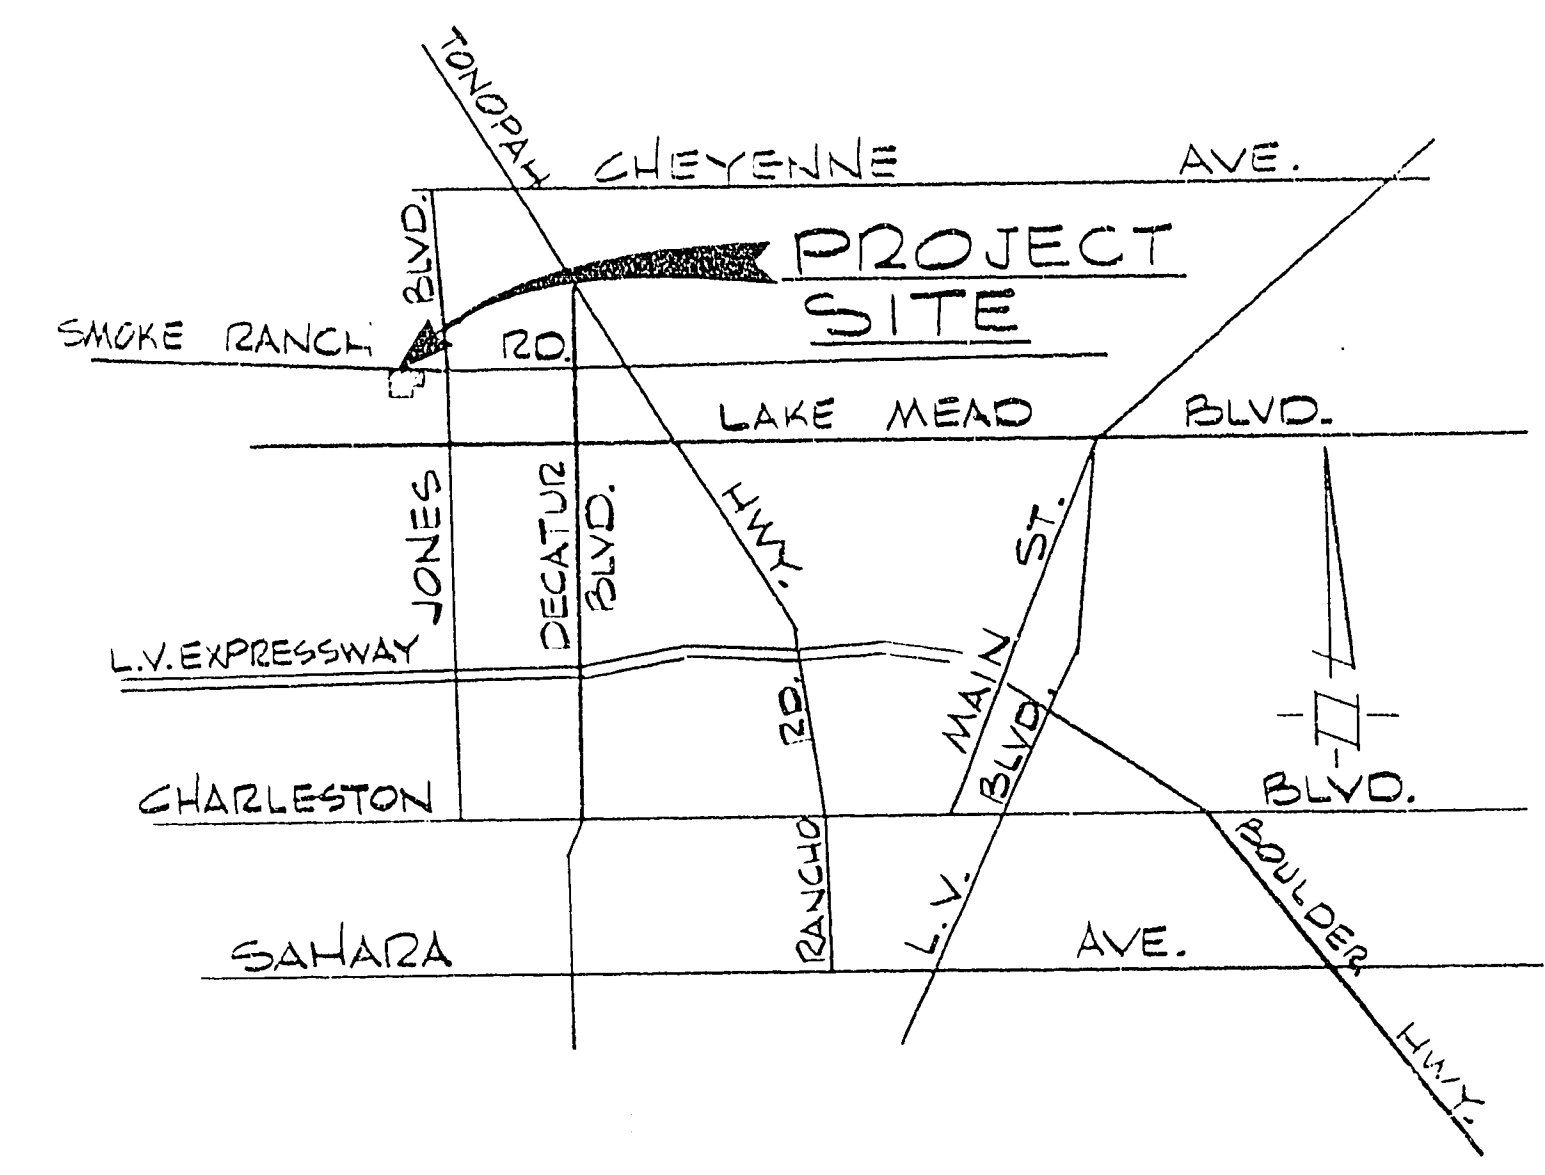 TONOPAH HWY.
CHEYENNE AVE.
PROJECT
SITE
JONES BLVD.
SMOKE RANCH RD.
LAKE MEAD BLVD.
DECATUR
BLVD.
MAIN ST.
L.V. EXPRESSWAY
RANCHO RD.
L.V. BLVD.
CHARLESTON BLVD.
BOULDER HWY.
SAHARA AVE.